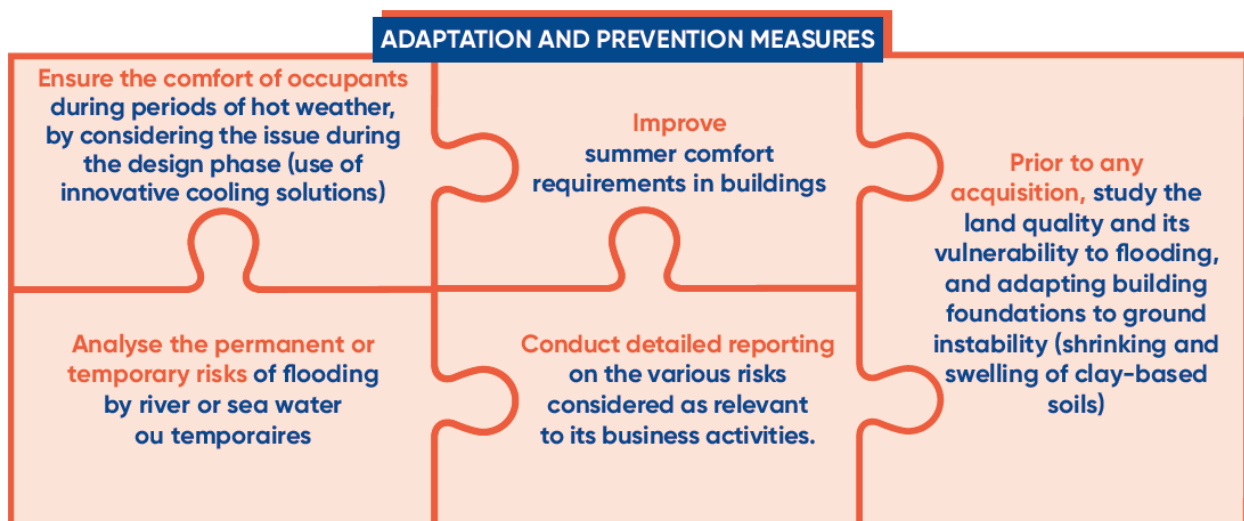 ADAPTATION AND PREVENTION MEASURES
Ensure the comfort of occupants
during periods of hot weather,
by considering the issue during
the design phase (use of
innovative cooling solutions)
Improve
summer comfort
requirements in buildings
Prior to any
acquisition, study the
land quality and its
vulnerability to flooding,
and adapting building
foundations to ground
instability (shrinking and
swelling of clay-based
soils)
Analyse the permanent or
temporary risks of flooding
by river or sea water
ou temporaires
Conduct detailed reporting
on the various risks
considered as relevant
to its business activities.